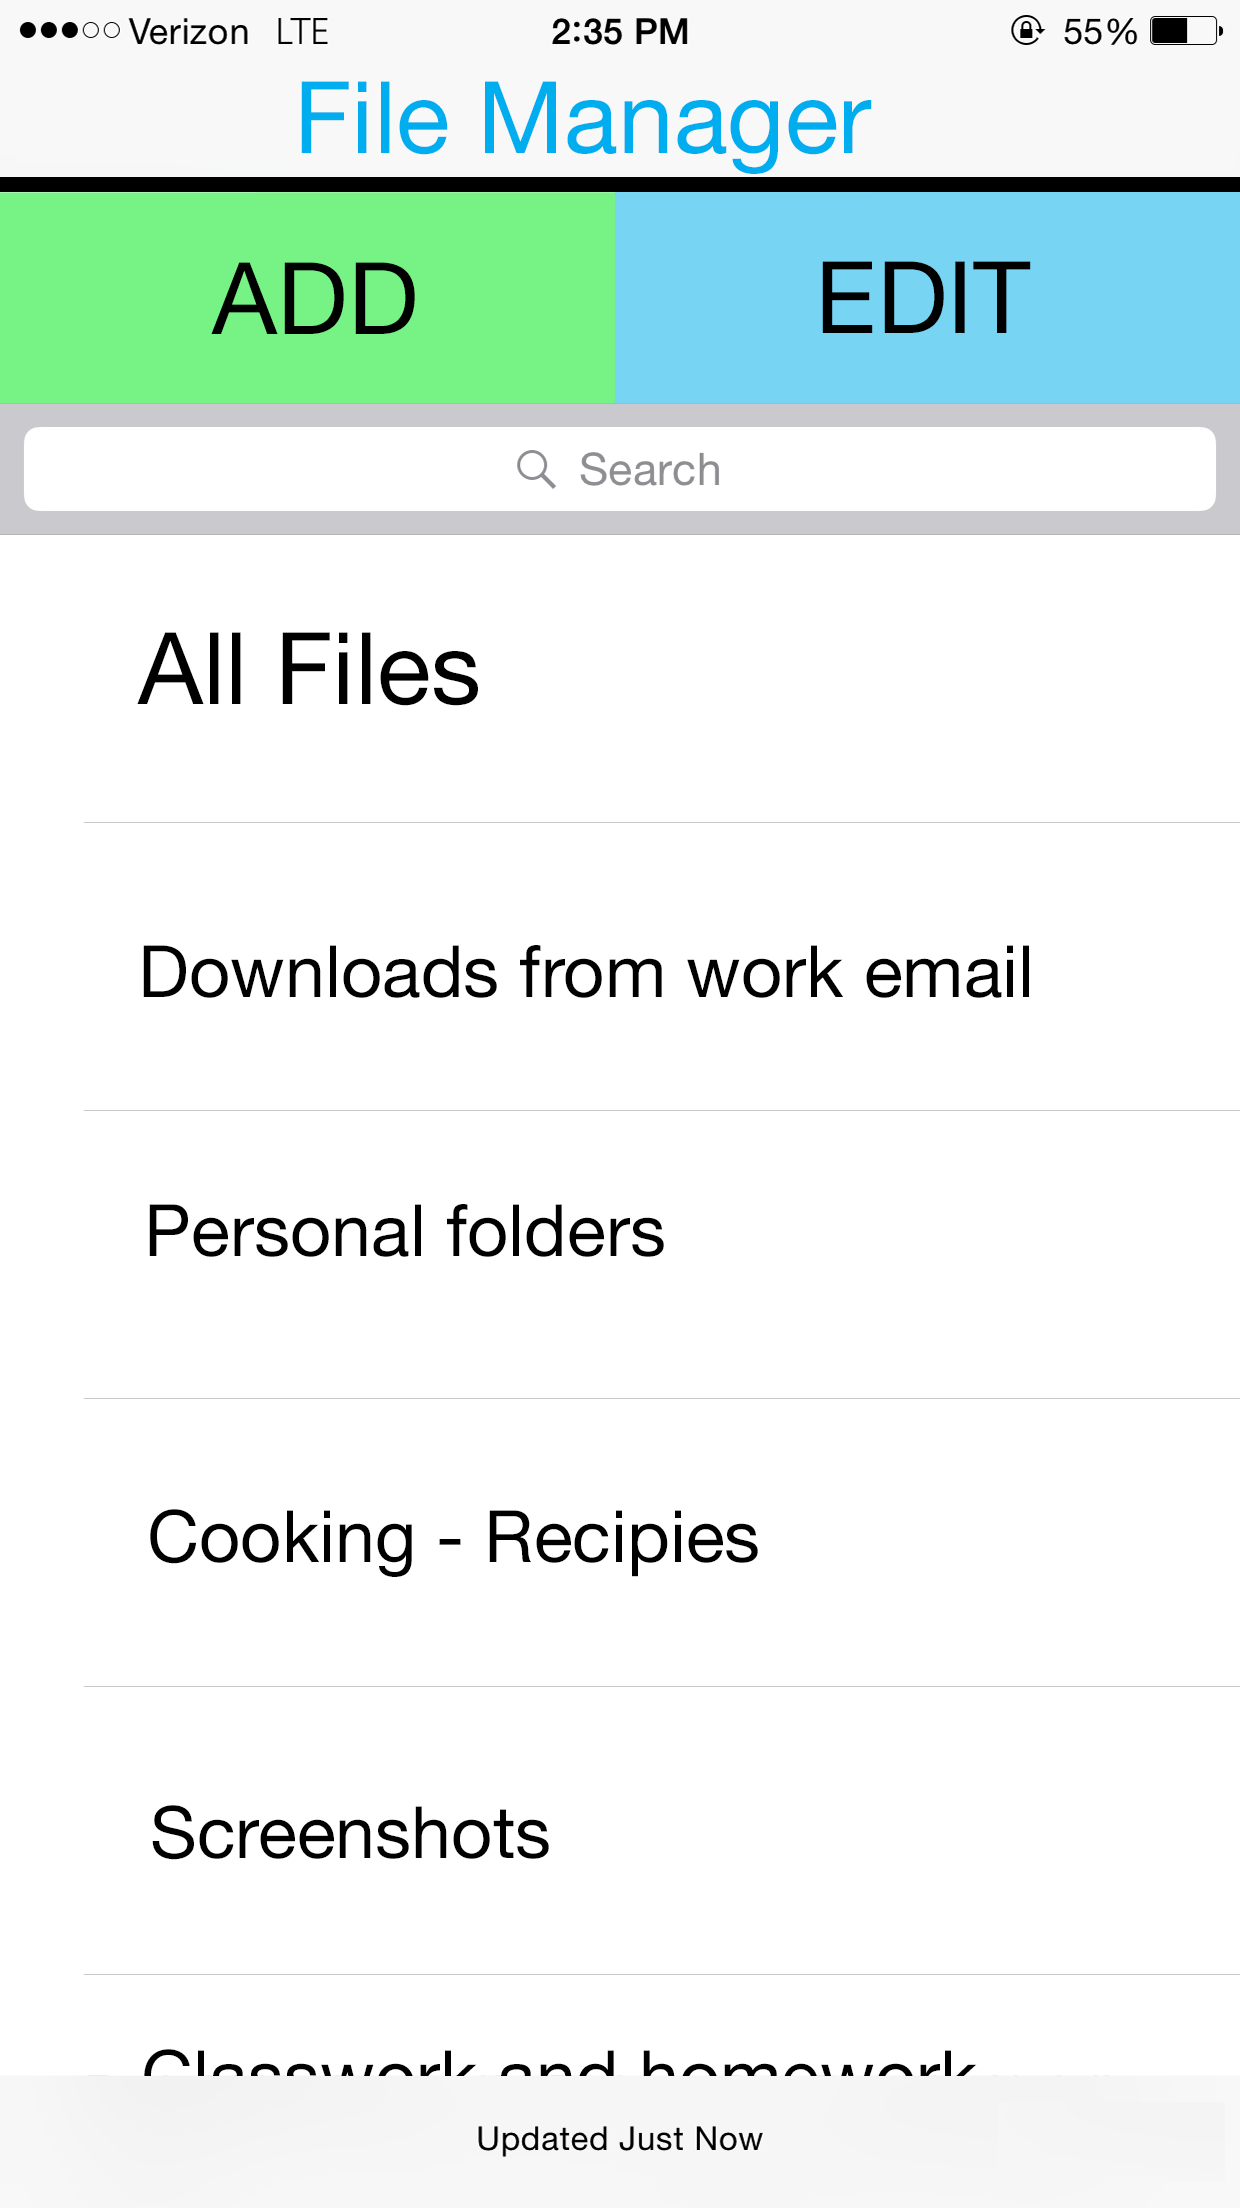 Verizon LTE 2:35 PM 55%
File Manager
ADD EDIT
Search
All Files
Downloads from work email
Personal folders
Cooking - Recipies
Screenshots
Classwork and homework
Updated Just Now